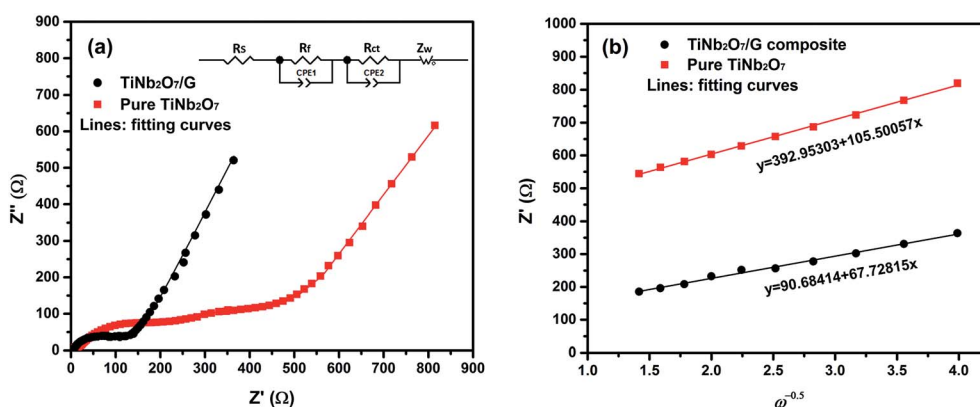 (a)
Rs Rf Rct Zw
CPE1 CPE2
TiNb₂O₇/G
Pure TiNb₂O₇
Lines: fitting curves
900
800
700
600
500
400
300
200
100
0
Z'' (Ω)
0 100 200 300 400 500 600 700 800 900
Z' (Ω)
(b)
TiNb₂O₇/G composite
Pure TiNb₂O₇
Lines: fitting curves
y=392.95303+105.50057x
y=90.68414+67.72815x
1000
900
800
700
600
500
400
300
200
100
0
Z' (Ω)
1.0 1.5 2.0 2.5 3.0 3.5 4.0
ω⁻⁰·⁵